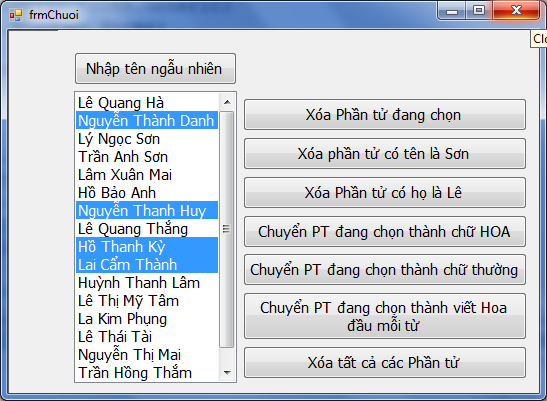 frmChuoi
Clo
Nhập tên ngẫu nhiên
Lê Quang Hà
Nguyễn Thành Danh
Lý Ngọc Sơn
Trần Anh Sơn
Lâm Xuân Mai
Hồ Bảo Anh
Nguyễn Thanh Huy
Lê Quang Thắng
Hồ Thanh Kỳ
Lai Cẩm Thành
Huỳnh Thanh Lâm
Lê Thị Mỹ Tâm
La Kim Phụng
Lê Thái Tài
Nguyễn Thị Mai
Trần Hồng Thắm
Xóa Phần tử đang chọn
Xóa phần tử có tên là Sơn
Xóa Phần tử có họ là Lê
Chuyển PT đang chọn thành chữ HOA
Chuyển PT đang chọn thành chữ thường
Chuyển PT đang chọn thành viết Hoa
đầu mỗi từ
Xóa tất cả các Phần tử